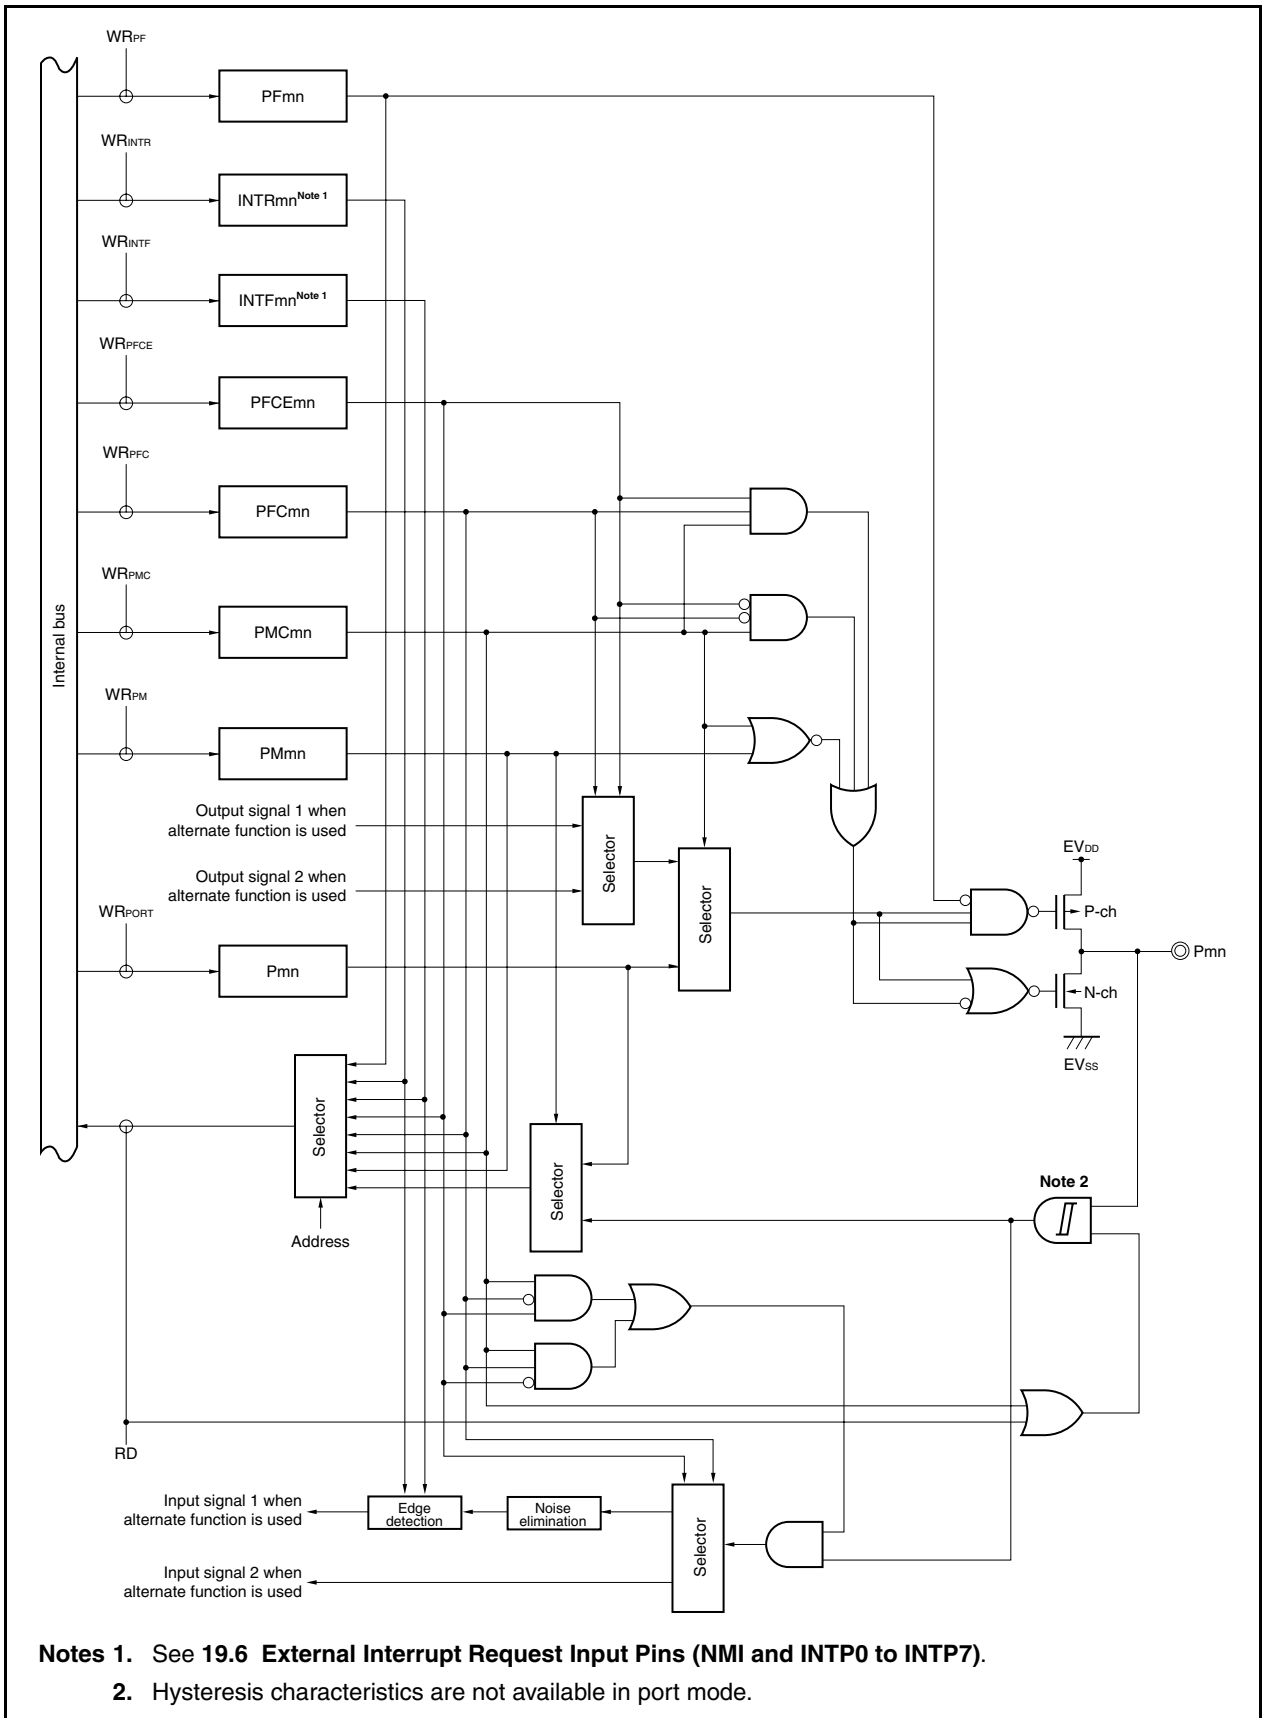 WRPF
PFmn
WRINTR
INTRmnNote 1
WRINTF
INTFmnNote 1
WRPFCE
PFCEmn
WRPFC
PFCmn
WRPMC
PMCmn
Internal bus
WRPM
PMmn
Output signal 1 when
alternate function is used
Output signal 2 when
alternate function is used
Selector
Selector
EVDD
P-ch
Pmn
N-ch
EVSS
WRPORT
Pmn
Selector
Address
Selector
Note 2
RD
Input signal 1 when
alternate function is used
Edge
detection
Noise
elimination
Selector
Input signal 2 when
alternate function is used
Notes 1. See 19.6 External Interrupt Request Input Pins (NMI and INTP0 to INTP7).
2. Hysteresis characteristics are not available in port mode.